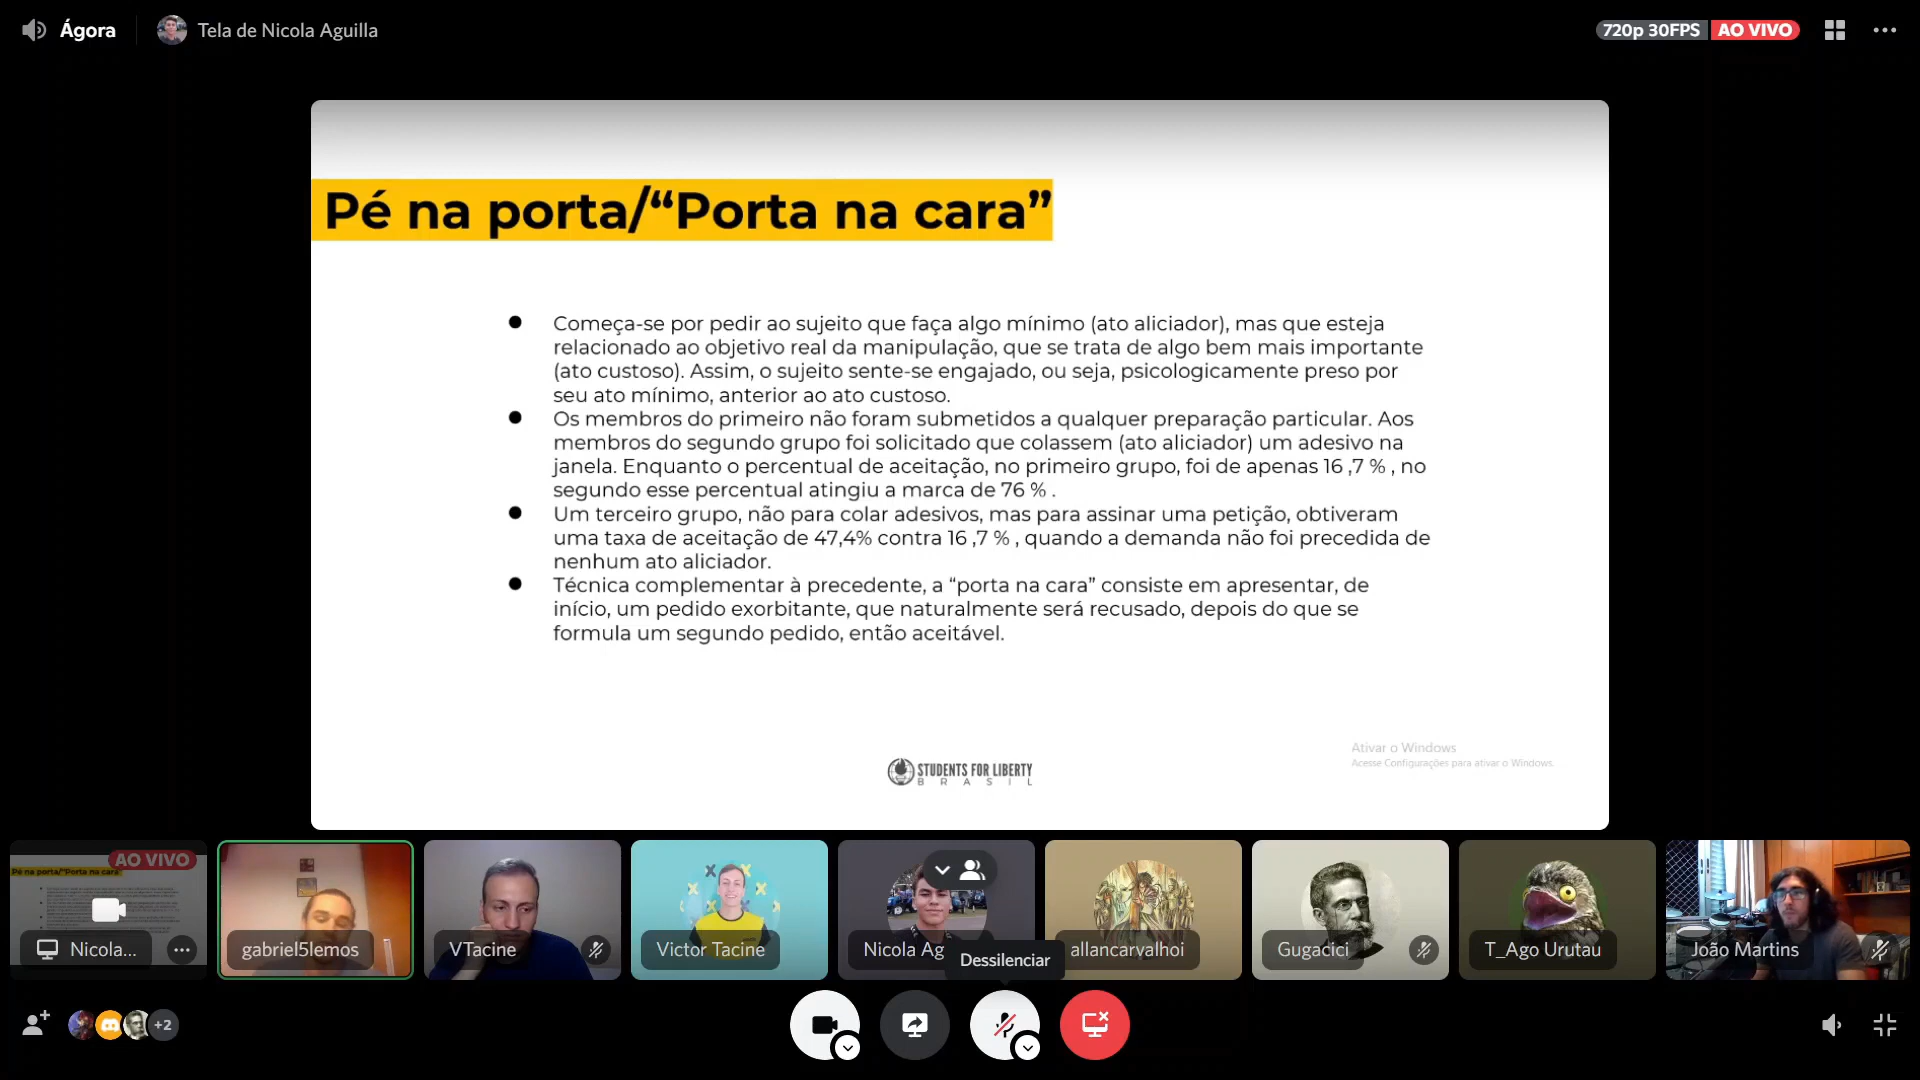 Ágora
Tela de Nicola Aguilla
720p 30FPS
AO VIVO
Pé na porta/“Porta na cara”
Começa-se por pedir ao sujeito que faça algo mínimo (ato aliciador), mas que esteja
relacionado ao objetivo real da manipulação, que se trata de algo bem mais importante
(ato custoso). Assim, o sujeito sente-se engajado, ou seja, psicologicamente preso por
seu ato mínimo, anterior ao ato custoso.
Os membros do primeiro não foram submetidos a qualquer preparação particular. Aos
membros do segundo grupo foi solicitado que colassem (ato aliciador) um adesivo na
janela. Enquanto o percentual de aceitação, no primeiro grupo, foi de apenas 16 ,7 % , no
segundo esse percentual atingiu a marca de 76 % .
Um terceiro grupo, não para colar adesivos, mas para assinar uma petição, obtiveram
uma taxa de aceitação de 47,4% contra 16 ,7 % , quando a demanda não foi precedida de
nenhum ato aliciador.
Técnica complementar à precedente, a “porta na cara” consiste em apresentar, de
início, um pedido exorbitante, que naturalmente será recusado, depois do que se
formula um segundo pedido, então aceitável.
Ativar o Windows
Acesse Configurações para ativar o Windows.
STUDENTS FOR LIBERTY
BRASIL
AO VIVO
Pé na porta/“Porta na cara
Nicola...
gabriel5lemos
VTacine
Victor Tacine
Nicola Ag
Dessilenciar
allancarvalhoi
Gugacici
T_Ago Urutau
João Martins
+2